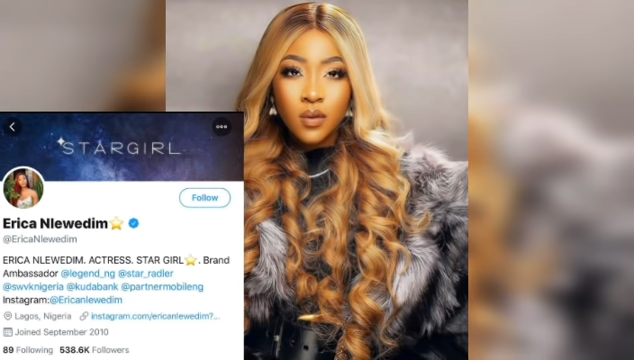 STARGIRL
Follow
Erica Nlewedim⭐
@EricaNlewedim
ERICA NLEWEDIM. ACTRESS. STAR GIRL⭐. Brand
Ambassador @legend_ng @star_radler
@swvknigeria @kudabank @partnermobileng
Instagram:@Ericanlewedim
Lagos, Nigeria instagram.com/ericanlewedim?...
Joined September 2010
89 Following 538.6K Followers